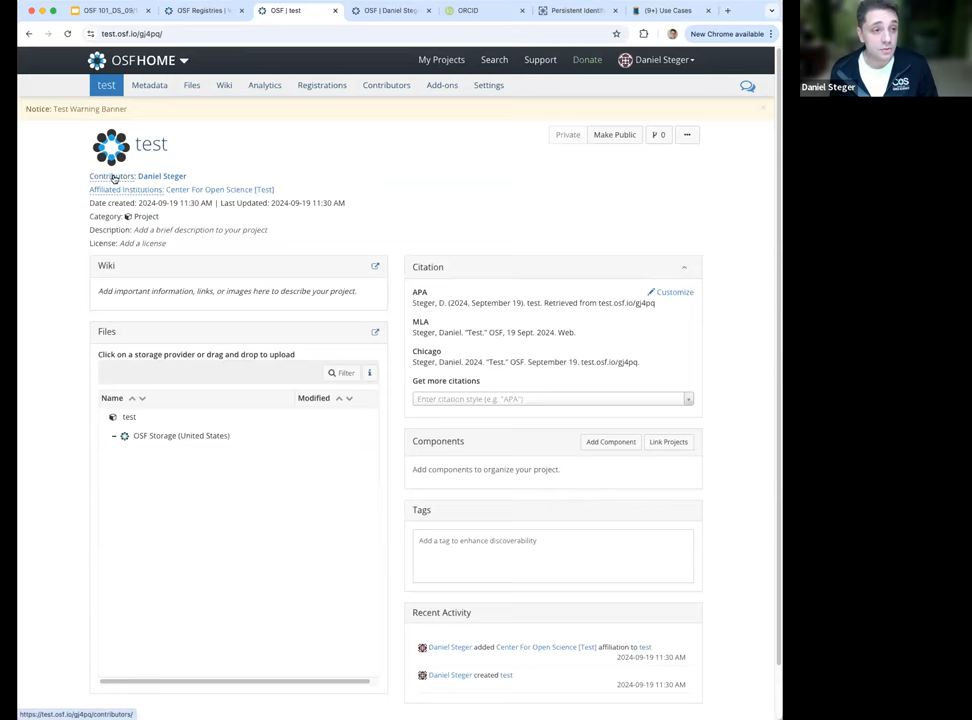 OSF 101_DS_09/
OSF Registries |
OSF | test
OSF | Daniel Steg
ORCID
Persistent Identif
(9+) Use Cases
test.osf.io/gj4pq/
New Chrome available
OSFHOME
My Projects
Search
Support
Donate
Daniel Steger
test
Metadata
Files
Wiki
Analytics
Registrations
Contributors
Add-ons
Settings
Daniel Steger
COS
Notice: Test Warning Banner
test
Private
Make Public
0
Contributors: Daniel Steger
Affiliated Institutions: Center For Open Science [Test]
Date created: 2024-09-19 11:30 AM | Last Updated: 2024-09-19 11:30 AM
Category: Project
Description: Add a brief description to your project
License: Add a license
Wiki
Add important information, links, or images here to describe your project.
Files
Click on a storage provider or drag and drop to upload
Filter
Name
Modified
test
OSF Storage (United States)
Citation
APA
Customize
Steger, D. (2024, September 19). test. Retrieved from test.osf.io/gj4pq
MLA
Steger, Daniel. "Test." OSF, 19 Sept. 2024. Web.
Chicago
Steger, Daniel. 2024. "Test." OSF. September 19. test.osf.io/gj4pq.
Get more citations
Enter citation style (e.g. "APA")
Components
Add Component
Link Projects
Add components to organize your project.
Tags
Add a tag to enhance discoverability
Recent Activity
Daniel Steger added Center For Open Science [Test] affiliation to test
2024-09-19 11:30 AM
Daniel Steger created test
2024-09-19 11:30 AM
https://test.osf.io/gj4pq/contributors/